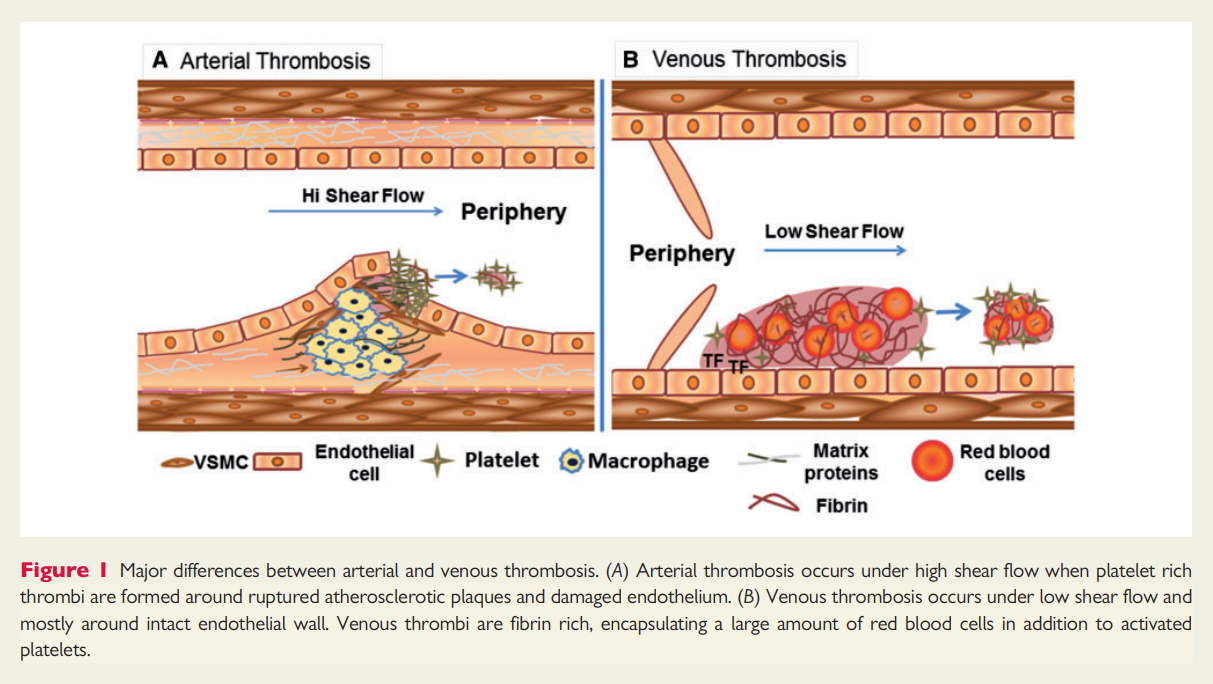 A Arterial Thrombosis
B Venous Thrombosis
Hi Shear Flow
Periphery
Low Shear Flow
Periphery
TF TF
VSMC
Endothelial
cell
Platelet
Macrophage
Matrix
proteins
Red blood
cells
Fibrin
Figure 1 Major differences between arterial and venous thrombosis. (A) Arterial thrombosis occurs under high shear flow when platelet rich
thrombi are formed around ruptured atherosclerotic plaques and damaged endothelium. (B) Venous thrombosis occurs under low shear flow and
mostly around intact endothelial wall. Venous thrombi are fibrin rich, encapsulating a large amount of red blood cells in addition to activated
platelets.